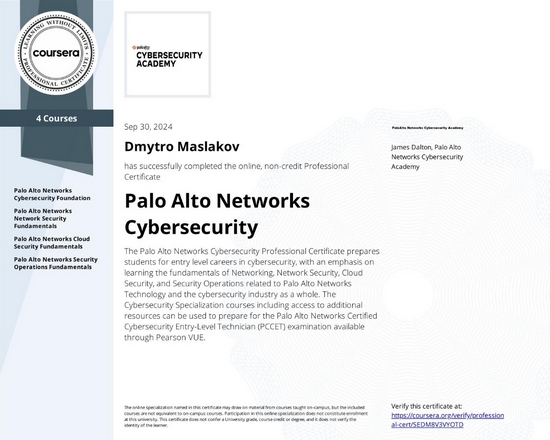 LEARNING WITHOUT LIMITS
coursera
PROFESSIONAL CERTIFICATE
4 Courses
Palo Alto Networks
Cybersecurity Foundation
Palo Alto Networks
Network Security
Fundamentals
Palo Alto Networks Cloud
Security Fundamentals
Palo Alto Networks Security
Operations Fundamentals
paloalto
CYBERSECURITY
ACADEMY
Sep 30, 2024
Dmytro Maslakov
has successfully completed the online, non-credit Professional
Certificate
Palo Alto Networks
Cybersecurity
The Palo Alto Networks Cybersecurity Professional Certificate prepares
students for entry level careers in cybersecurity, with an emphasis on
learning the fundamentals of Networking, Network Security, Cloud
Security, and Security Operations related to Palo Alto Networks
Technology and the cybersecurity industry as a whole. The
Cybersecurity Specialization courses including access to additional
resources can be used to prepare for the Palo Alto Networks Certified
Cybersecurity Entry-Level Technician (PCCET) examination available
through Pearson VUE.
Palo Alto Networks Cybersecurity Academy
James Dalton, Palo Alto
Networks Cybersecurity
Academy
The online specialization named in this certificate may draw on material from courses taught on-campus, but the included
courses are not equivalent to on-campus courses. Participation in this online specialization does not constitute enrollment
at this university. This certificate does not confer a University grade, course credit or degree, and it does not verify the
identity of the learner.
Verify this certificate at:
https://coursera.org/verify/profession
al-cert/5EDM8V3VYOTD